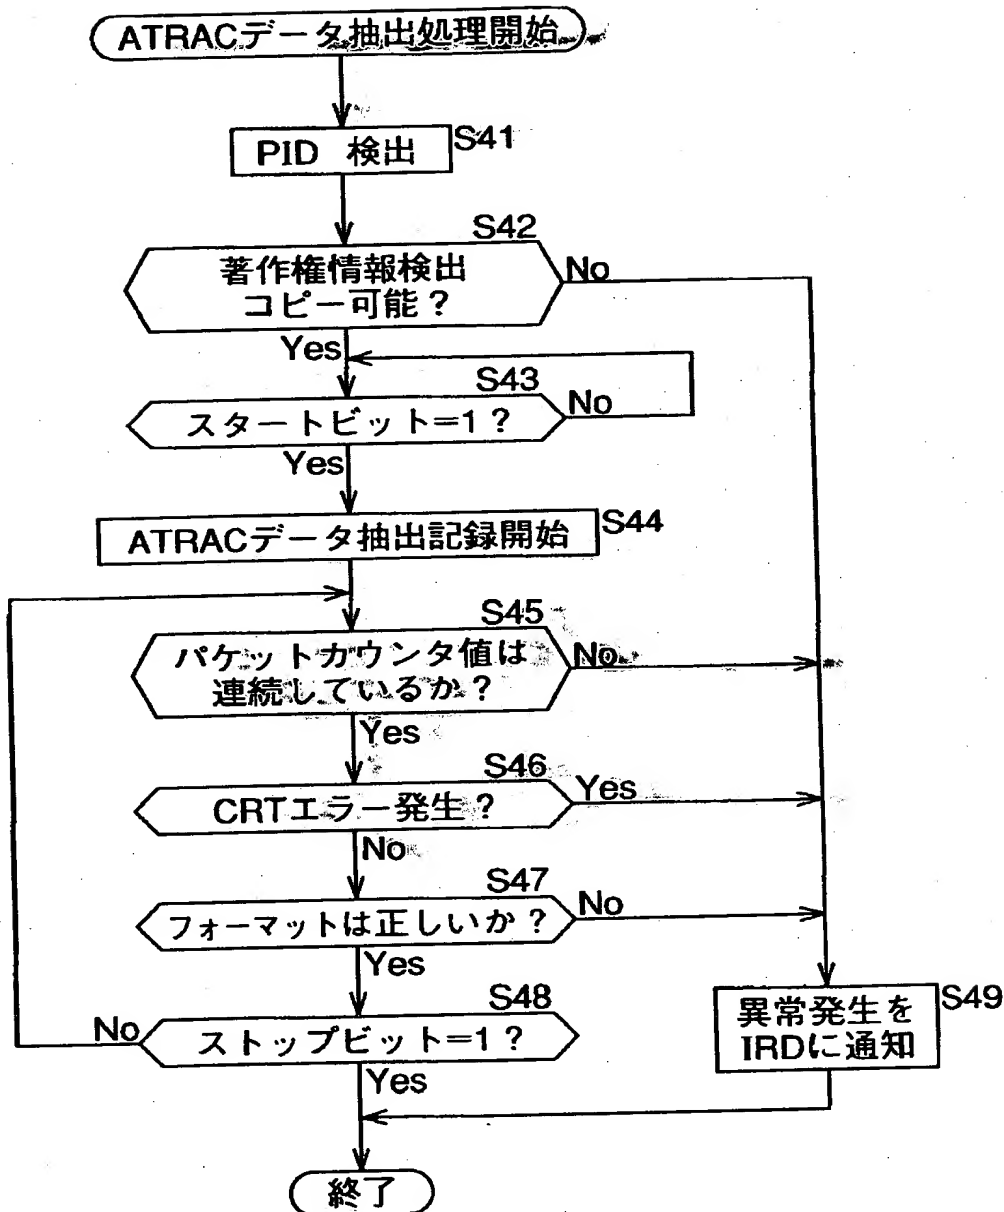 ATRACデータ抽出処理開始
PID 検出
S41
S42
著作権情報検出
コピー可能?
No
Yes
S43
スタートビット=1?
No
Yes
ATRACデータ抽出記録開始
S44
S45
パケットカウンタ値は
連続しているか?
No
Yes
S46
CRTエラー発生?
Yes
No
S47
フォーマットは正しいか?
No
Yes
S48
ストップビット=1?
No
Yes
異常発生を
IRDに通知
S49
終了